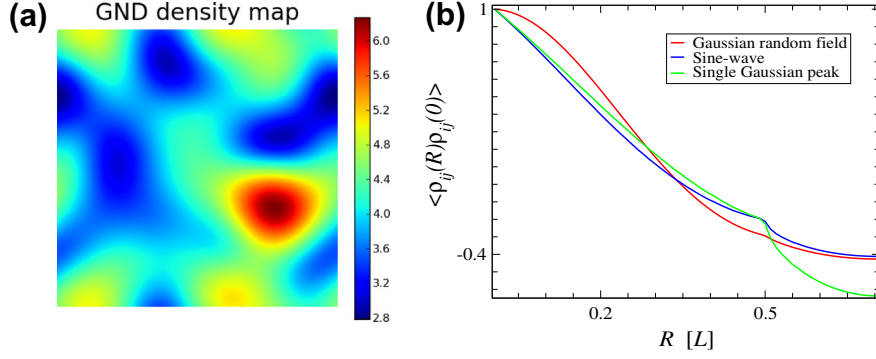 (a)
GND density map
6.0
5.6
5.2
4.8
4.4
4.0
3.6
3.2
2.8
(b)
1
-0.4
<ρij(R)ρij(0)>
Gaussian random field
Sine-wave
Single Gaussian peak
0.2
0.5
R [L]